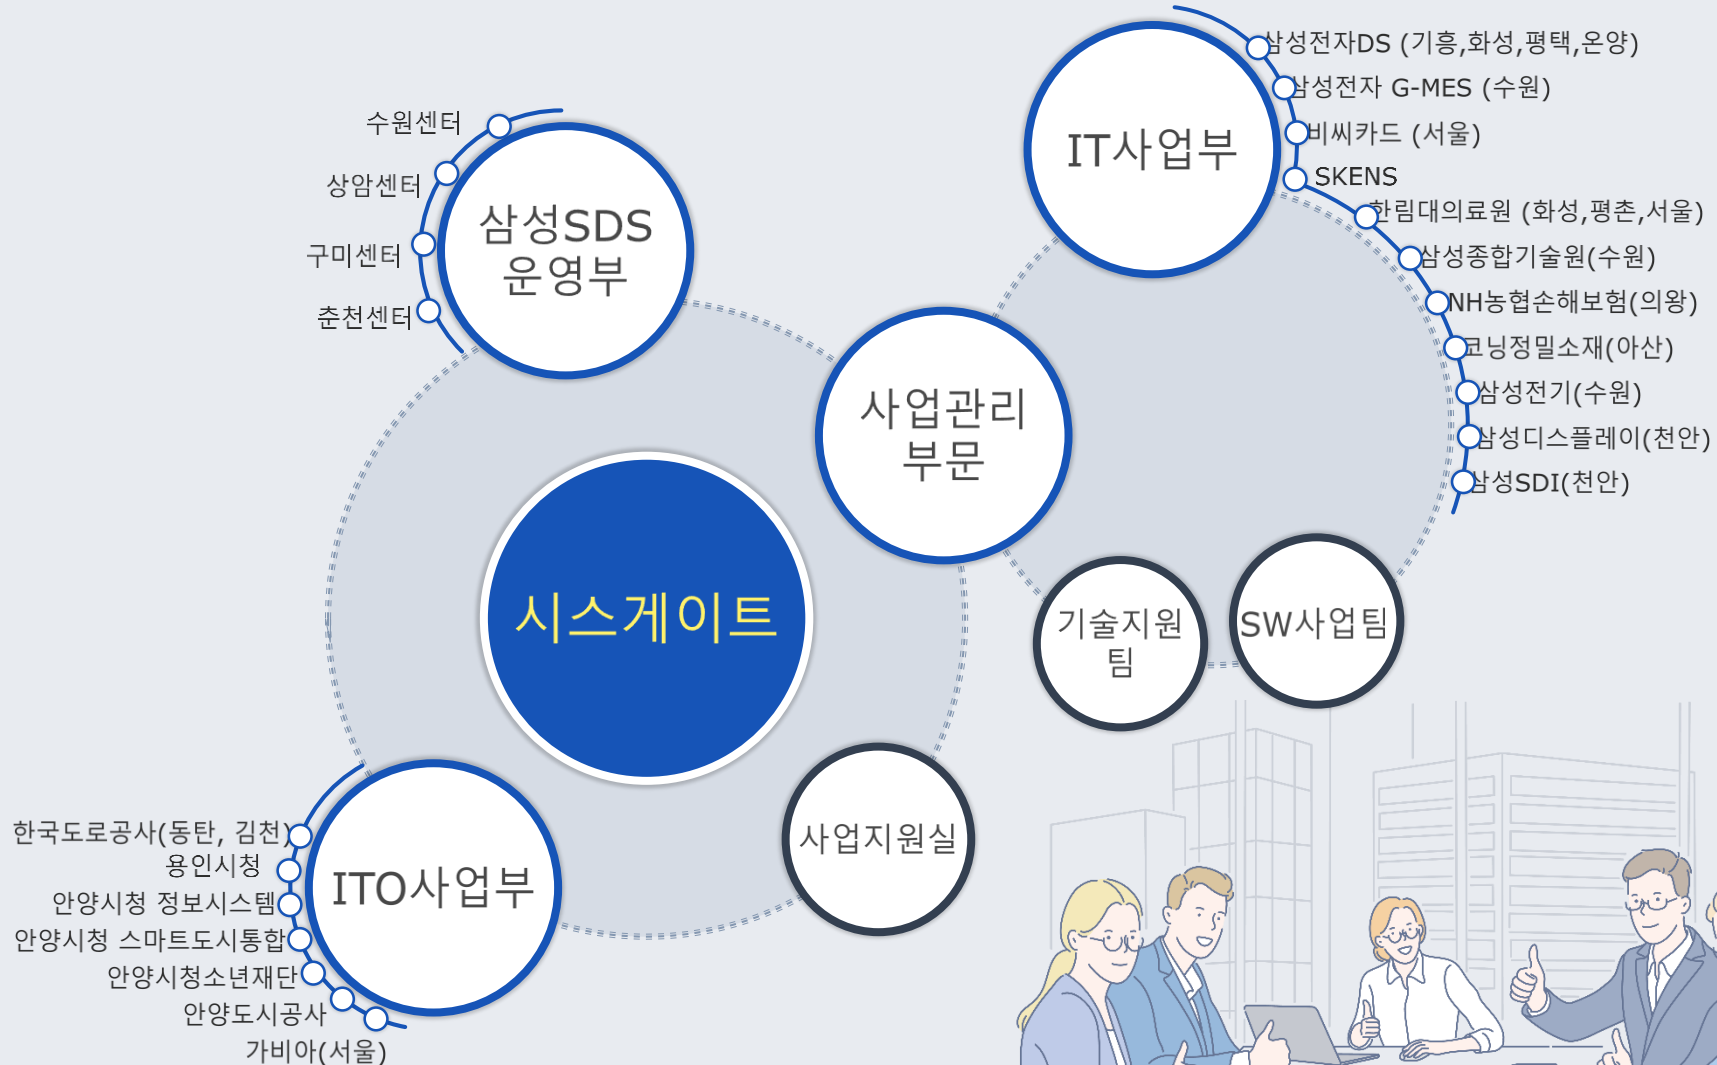 수원센터
상암센터
구미센터
춘천센터
삼성SDS
운영부
IT사업부
삼성전자DS (기흥,화성,평택,온양)
삼성전자 G-MES (수원)
비씨카드 (서울)
SKENS
한림대의료원 (화성,평촌,서울)
삼성종합기술원(수원)
NH농협손해보험(의왕)
코닝정밀소재(아산)
삼성전기(수원)
삼성디스플레이(천안)
삼성SDI(천안)
사업관리
부문
시스게이트
기술지원
팀
SW사업팀
사업지원실
ITO사업부
한국도로공사(동탄, 김천)
용인시청
안양시청 정보시스템
안양시청 스마트도시통합
안양시청소년재단
안양도시공사
가비아(서울)